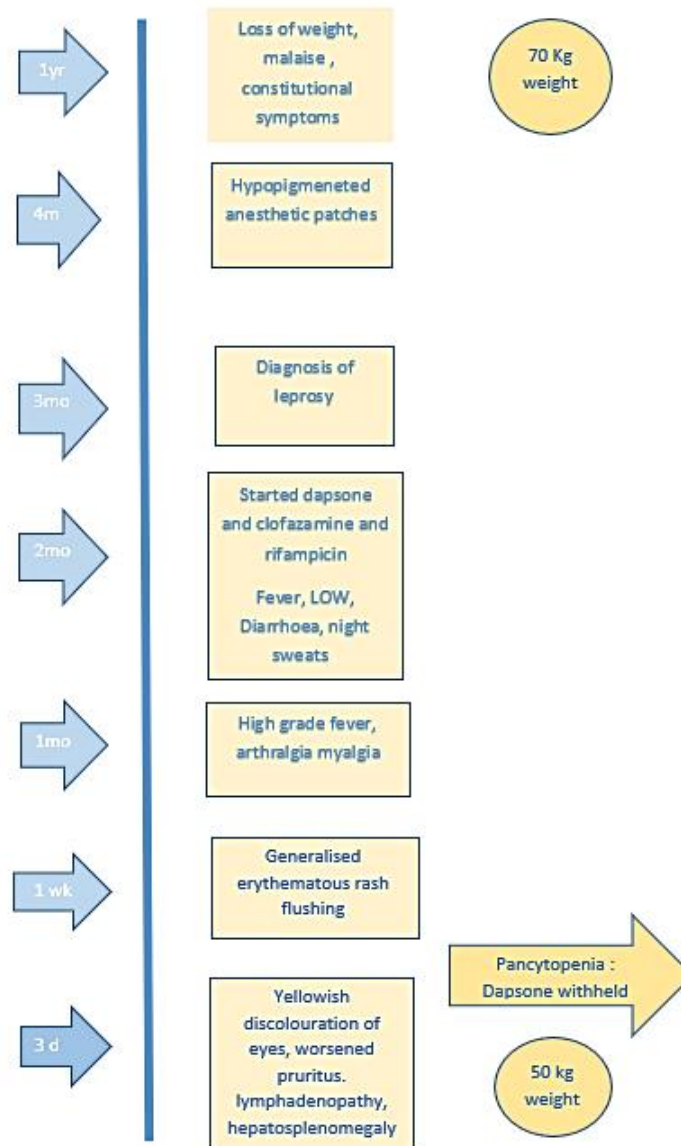 1yr
Loss of weight,
malaise ,
constitutional
symptoms
70 Kg
weight
4m
Hypopigmeneted
anesthetic patches
3mo
Diagnosis of
leprosy
2mo
Started dapsone
and clofazamine and
rifampicin
Fever, LOW,
Diarrhoea, night
sweats
1mo
High grade fever,
arthralgia myalgia
1 wk
Generalised
erythematous rash
flushing
Pancytopenia :
Dapsone withheld
3 d
Yellowish
discolouration of
eyes, worsened
pruritus.
lymphadenopathy,
hepatosplenomegaly
50 kg
weight